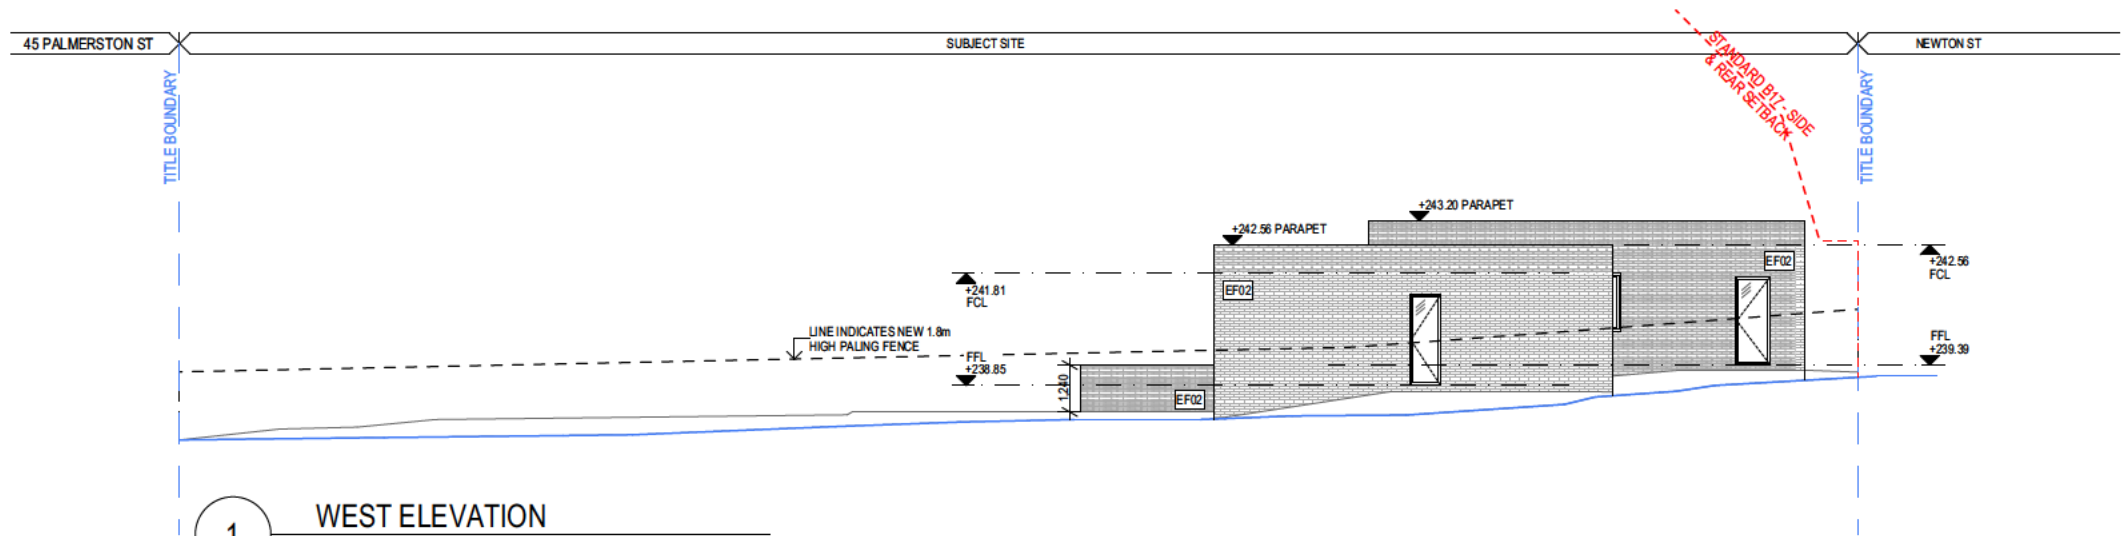 45 PALMERSTON ST
SUBJECT SITE
NEWTON ST
TITLE BOUNDARY
STANDARD B17 - SIDE
& REAR SETBACK
TITLE BOUNDARY
+243.20 PARAPET
+242.56 PARAPET
EF02
EF02
+242.56
FCL
+241.81
FCL
LINE INDICATES NEW 1.8m
HIGH PALING FENCE
FFL
+238.85
FFL
+239.39
1,240
EF02
1
WEST ELEVATION